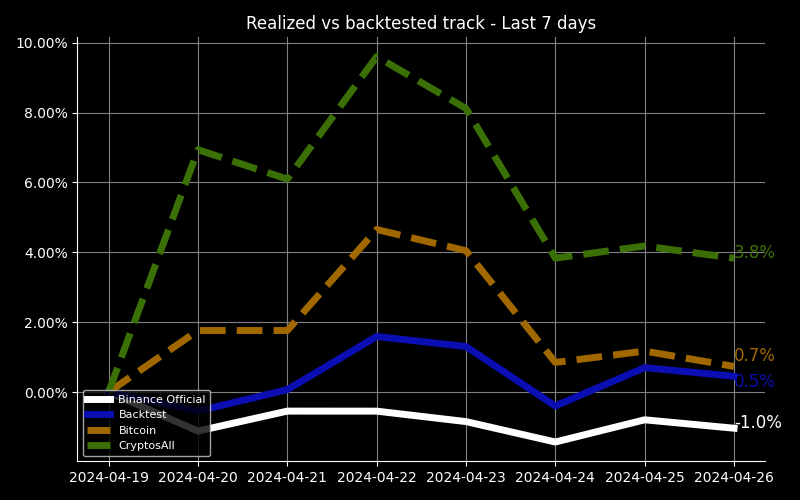 Realized vs backtested track - Last 7 days
10.00%
8.00%
6.00%
4.00%
2.00%
0.00%
3.8%
0.7%
0.5%
-1.0%
Binance Official
Backtest
Bitcoin
CryptosAll
2024-04-19 2024-04-20 2024-04-21 2024-04-22 2024-04-23 2024-04-24 2024-04-25 2024-04-26